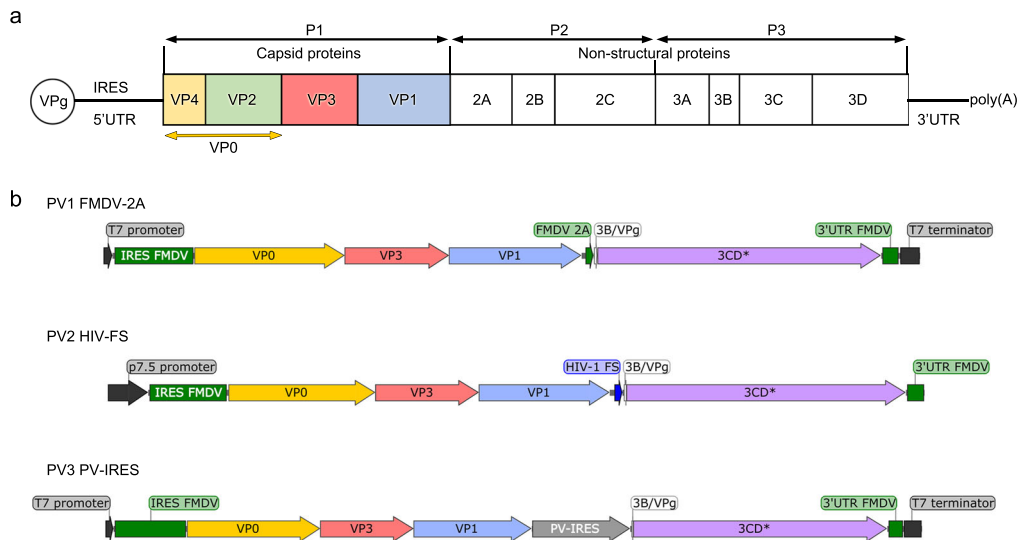 a
P1 P2 P3
Capsid proteins Non-structural proteins
VPg IRES VP4 VP2 VP3 VP1 2A 2B 2C 3A 3B 3C 3D poly(A)
5'UTR 3'UTR
VP0
b
PV1 FMDV-2A
T7 promoter FMDV 2A 3B/VPg 3'UTR FMDV T7 terminator
IRES FMDV VP0 VP3 VP1 3CD*
PV2 HIV-FS
p7.5 promoter HIV-1 FS 3B/VPg 3'UTR FMDV
IRES FMDV VP0 VP3 VP1 3CD*
PV3 PV-IRES
T7 promoter IRES FMDV 3B/VPg 3'UTR FMDV T7 terminator
VP0 VP3 VP1 PV-IRES 3CD*